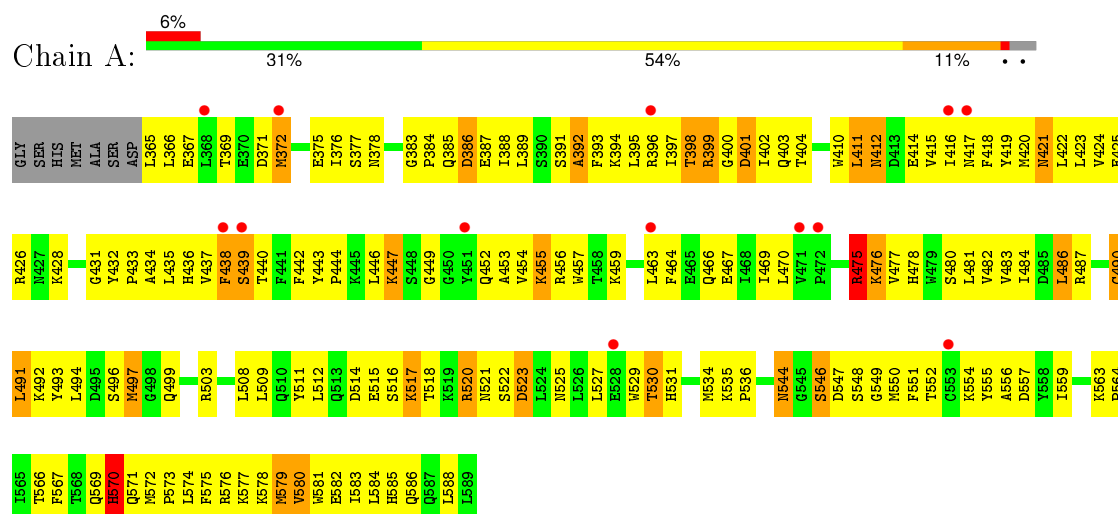 6%
Chain A: 31% 54% 11% • •
GLY SER HIS MET ALA SER ASP L365 L366 E367 L368 T369 E370 D371 M372 E375 I376 S377 N378 G383 P384 Q385 D386 E387 I388 L389 S390 S391 A392 F393 K394 L395 R396 I397 T398 R399 G400 D401 I402 Q403 T404 W410 L411 N412 D413 E414 V415 I416 N417 F418 Y419 M420 N421 L422 L423 V424 E425
R426 N427 K428 G431 Y432 P433 A434 L435 H436 V437 F438 S439 T440 F441 F442 Y443 P444 K445 L446 K447 S448 G449 G450 Y451 Q452 A453 V454 K455 R456 W457 T458 K459 L463 F464 E465 Q466 E467 I468 I469 L470 V471 P472 R475 K476 V477 H478 W479 S480 L481 V482 V483 I484 D485 L486 R487 C490
L491 K492 Y493 L494 D495 S496 M497 G498 Q499 R503 L508 L509 Q510 Y511 L512 Q513 D514 E515 S516 K517 T518 K519 R520 N521 S522 D523 L524 N525 L526 L527 E528 W529 T530 H531 M534 K535 P536 N544 G545 S546 D547 S548 G549 M550 F551 T552 C553 K554 Y555 A556 D557 Y558 I559 K563 P564
I565 T566 F567 T568 Q569 H570 Q571 M572 P573 L574 F575 R576 K577 K578 M579 V580 W581 E582 I583 L584 H585 Q586 Q587 L588 L589